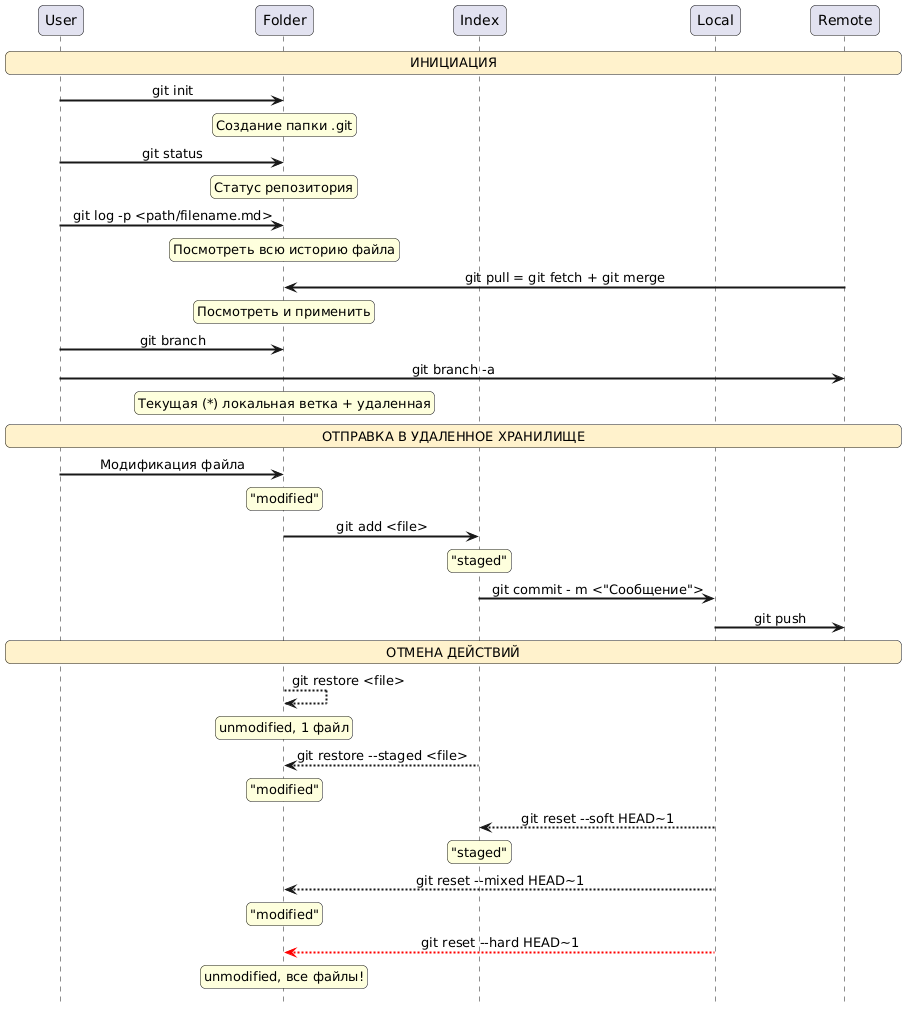 User
Folder
Index
Local
Remote
ИНИЦИАЦИЯ
git init
Создание папки .git
git status
Статус репозитория
git log -p <path/filename.md>
Посмотреть всю историю файла
git pull = git fetch + git merge
Посмотреть и применить
git branch
git branch -a
Текущая (*) локальная ветка + удаленная
ОТПРАВКА В УДАЛЕННОЕ ХРАНИЛИЩЕ
Модификация файла
"modified"
git add <file>
"staged"
git commit - m <"Сообщение">
git push
ОТМЕНА ДЕЙСТВИЙ
git restore <file>
unmodified, 1 файл
git restore --staged <file>
"modified"
git reset --soft HEAD~1
"staged"
git reset --mixed HEAD~1
"modified"
git reset --hard HEAD~1
unmodified, все файлы!